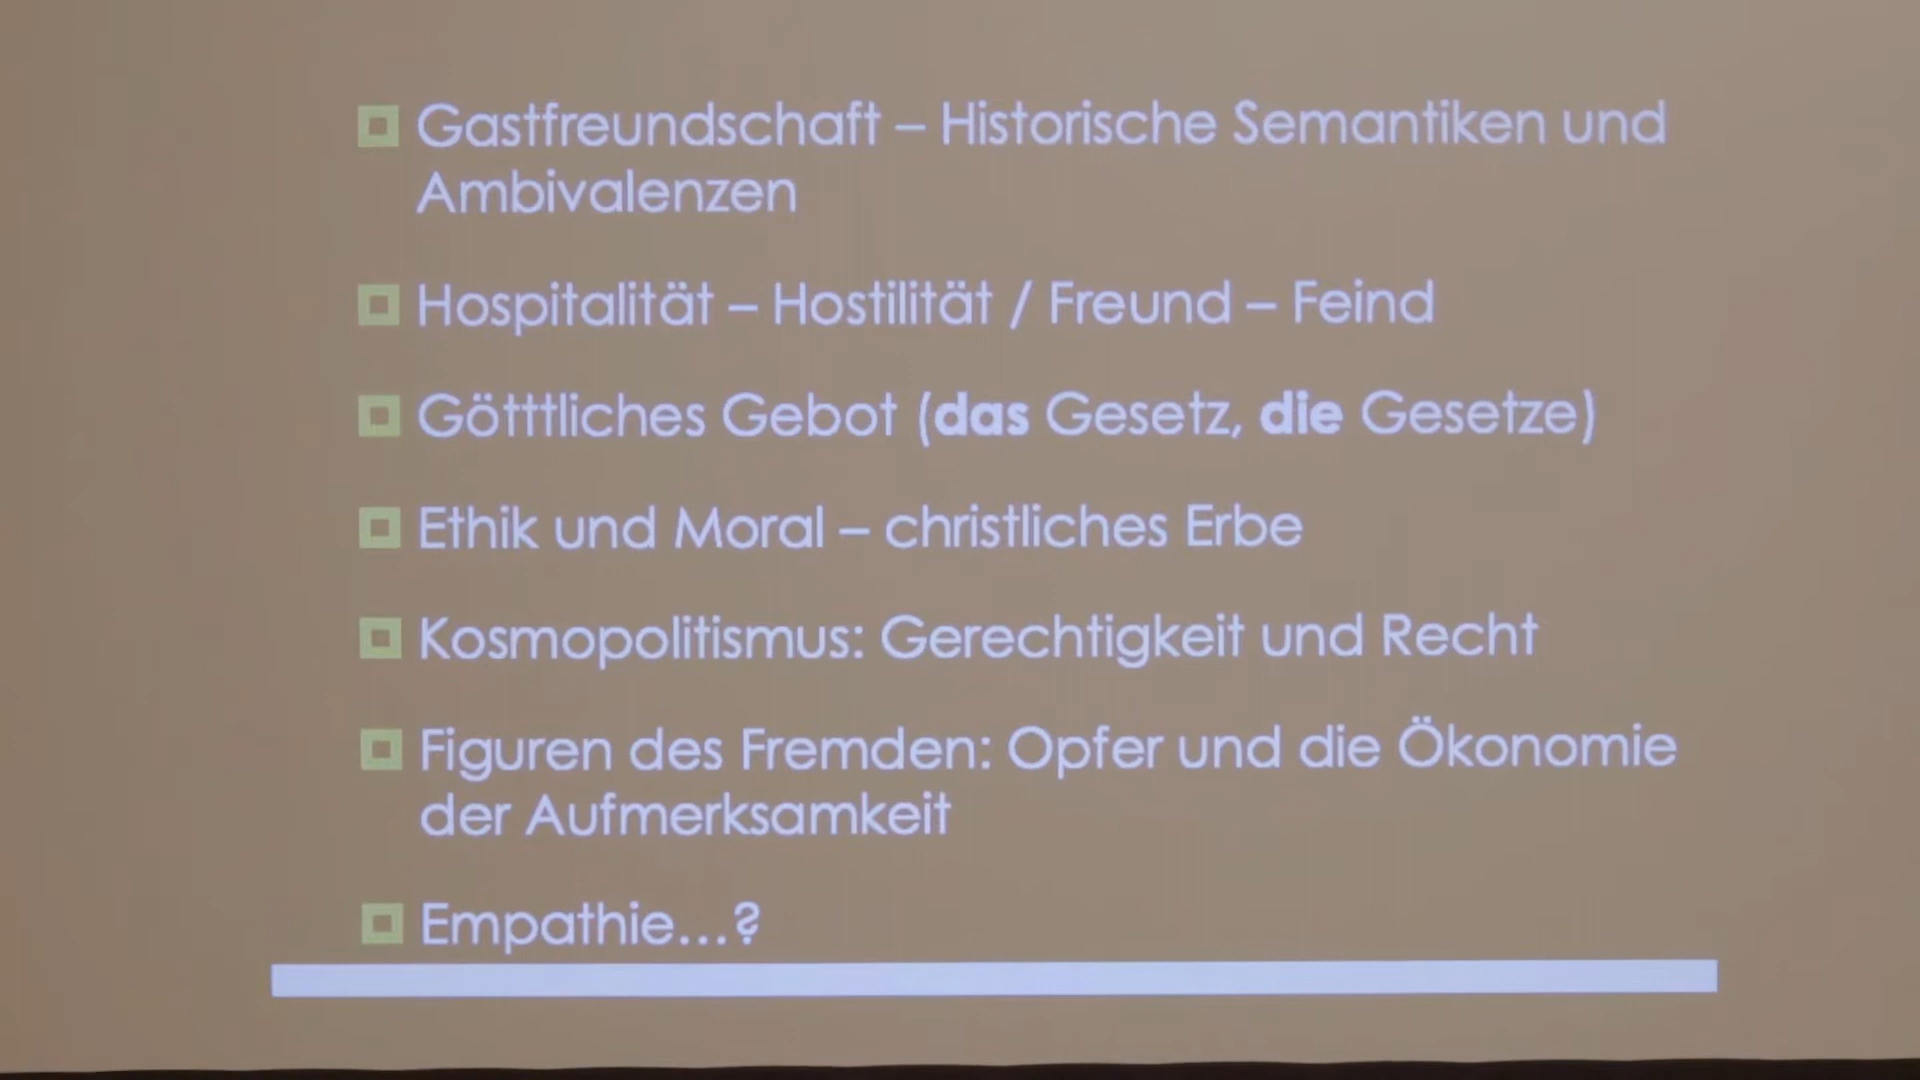 Gastfreundschaft – Historische Semantiken und
Ambivalenzen
Hospitalität – Hostilität / Freund – Feind
Götttliches Gebot (das Gesetz, die Gesetze)
Ethik und Moral – christliches Erbe
Kosmopolitismus: Gerechtigkeit und Recht
Figuren des Fremden: Opfer und die Ökonomie
der Aufmerksamkeit
Empathie...?